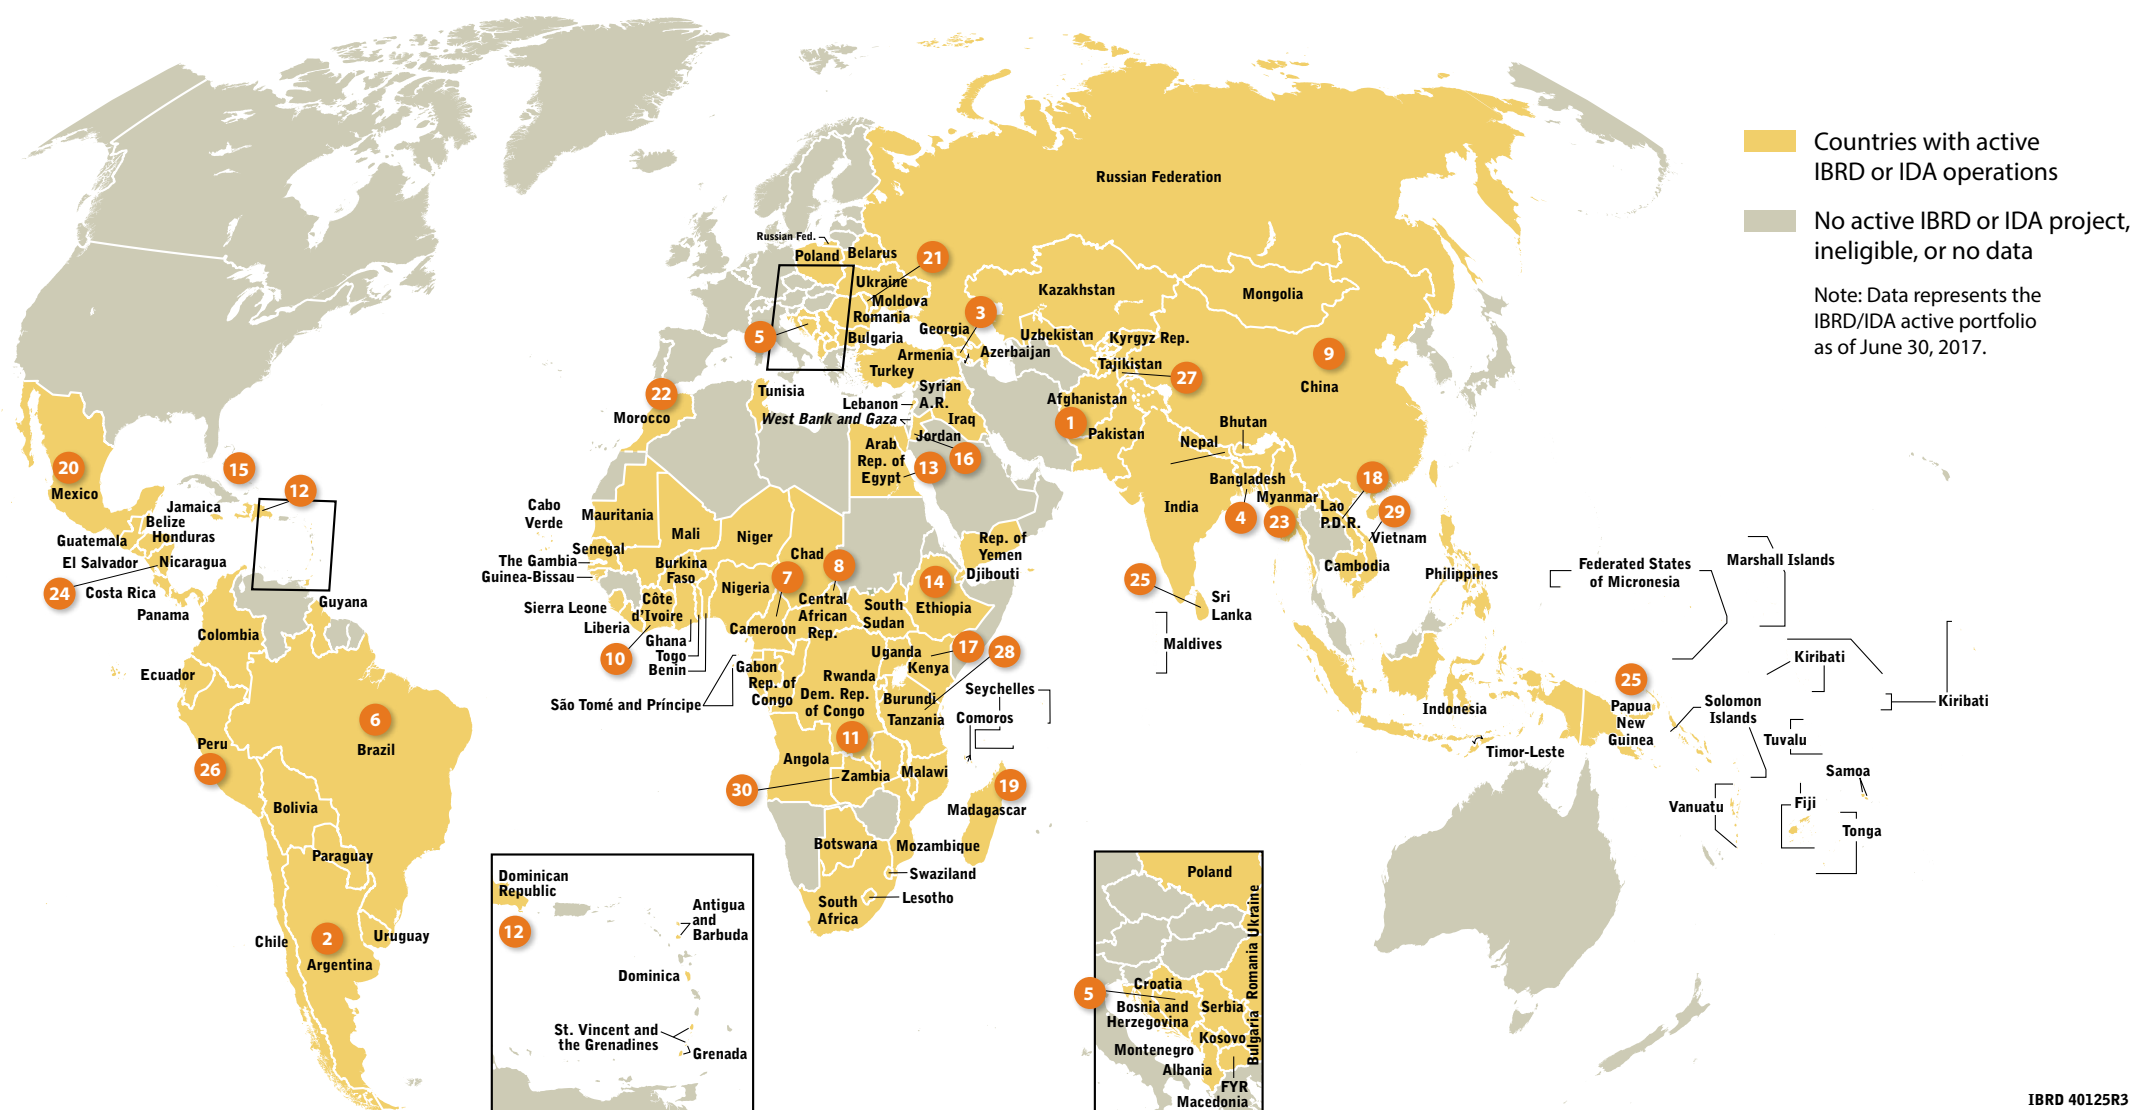 Countries with active
IBRD or IDA operations
No active IBRD or IDA project,
ineligible, or no data
Note: Data represents the
IBRD/IDA active portfolio
as of June 30, 2017.
Russian Federation
Russian Fed.
Poland
Belarus
21
Ukraine
Moldova
Romania
Bulgaria
5
Kazakhstan
Mongolia
3
Georgia
Uzbekistan
Kyrgyz Rep.
Armenia
Azerbaijan
Turkey
Tajikistan
27
9
China
22
Morocco
Tunisia
Syrian
A.R.
Lebanon
West Bank and Gaza
Iraq
Jordan
16
Afghanistan
1
Pakistan
Bhutan
Nepal
Arab
Rep. of
Egypt
13
20
Mexico
15
12
Jamaica
Belize
Honduras
Guatemala
El Salvador
Nicaragua
24
Costa Rica
Panama
Guyana
Colombia
Ecuador
6
Brazil
Peru
26
Bolivia
Paraguay
Chile
2
Argentina
Uruguay
Cabo
Verde
Mauritania
Mali
Niger
Chad
8
Senegal
The Gambia
Guinea-Bissau
Burkina
Faso
Nigeria
7
Sierra Leone
Liberia
Côte
d'Ivoire
10
Ghana
Togo
Benin
Cameroon
Central
African
Rep.
South
Sudan
14
Ethiopia
Rep. of
Yemen
Djibouti
São Tomé and Príncipe
Gabon
Rep. of
Congo
Rwanda
Dem. Rep.
of Congo
11
Uganda
17
Kenya
28
Burundi
Tanzania
Seychelles
Comoros
Angola
Zambia
30
Malawi
19
Madagascar
Botswana
Mozambique
Swaziland
Lesotho
South
Africa
Bangladesh
4
India
Myanmar
23
Lao
P.D.R.
18
29
Vietnam
Cambodia
25
Sri
Lanka
Maldives
Philippines
Indonesia
Timor-Leste
Federated States
of Micronesia
Marshall Islands
Kiribati
Kiribati
25
Papua
New
Guinea
Solomon
Islands
Tuvalu
Samoa
Vanuatu
Fiji
Tonga
Dominican
Republic
12
Antigua
and
Barbuda
Dominica
St. Vincent and
the Grenadines
Grenada
Poland
Ukraine
Romania
Bulgaria
5
Croatia
Bosnia and
Herzegovina
Serbia
Kosovo
Montenegro
Albania
FYR
Macedonia
IBRD 40125R3